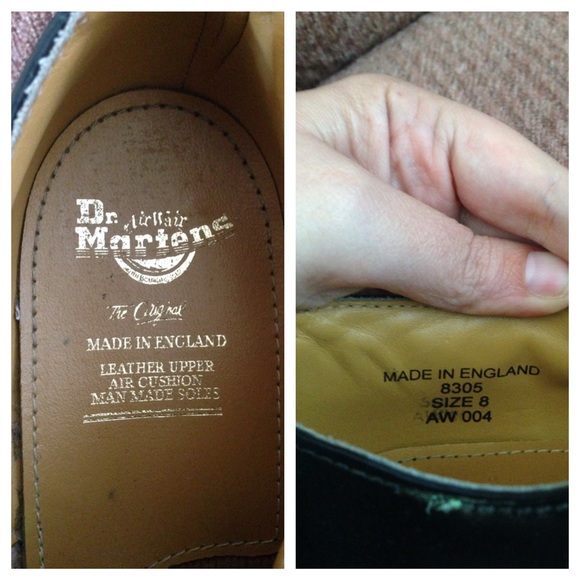 Dr.
AirWair
Martens
The Original
MADE IN ENGLAND
LEATHER UPPER
AIR CUSHION
MAN MADE SOLES
MADE IN ENGLAND
8305
SIZE 8
AW 004